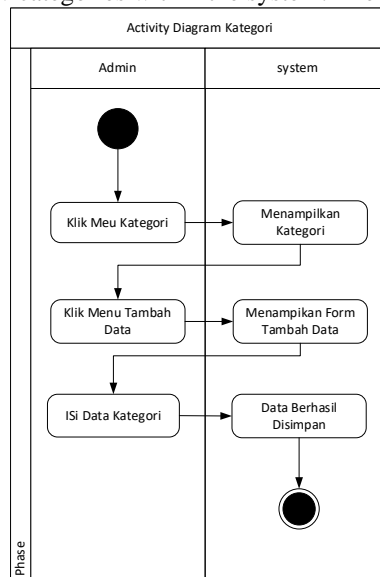 Activity Diagram Kategori
Admin
system
Klik Meu Kategori
Menampilkan
Kategori
Klik Menu Tambah
Data
Menampikan Form
Tambah Data
ISi Data Kategori
Data Berhasil
Disimpan
Phase